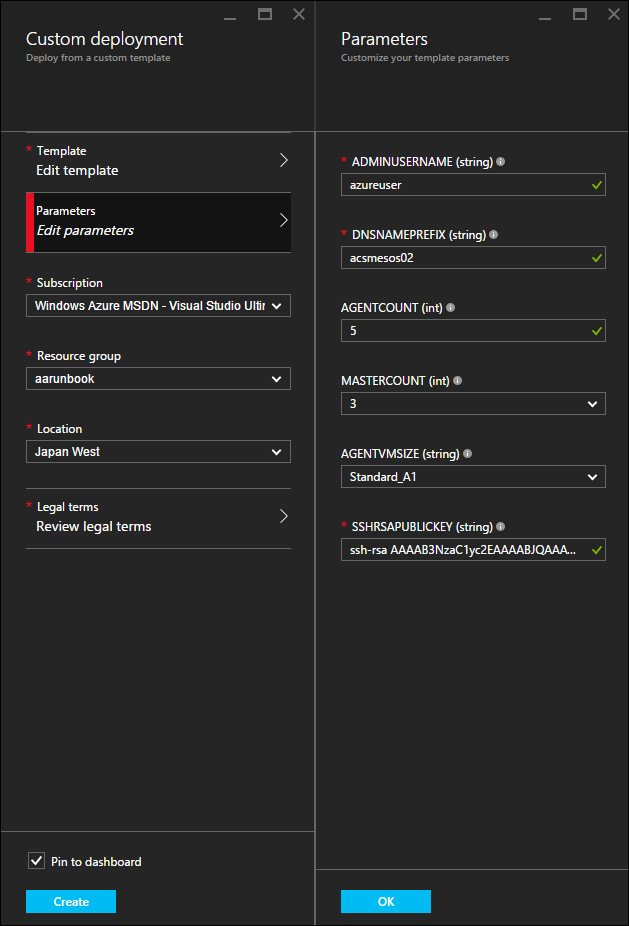 Custom deployment
Deploy from a custom template
* Template
Edit template
Parameters
Edit parameters
* Subscription
Windows Azure MSDN - Visual Studio Ultir
* Resource group
aarunbook
* Location
Japan West
* Legal terms
Review legal terms
Pin to dashboard
Create
Parameters
Customize your template parameters
* ADMINUSERNAME (string)
azureuser
* DNSNAMEPREFIX (string)
acsmesos02
AGENTCOUNT (int)
5
MASTERCOUNT (int)
3
AGENTVMSIZE (string)
Standard_A1
* SSHRSAPUBLICKEY (string)
ssh-rsa AAAAB3NzaC1yc2EAAAABJQAAA...
OK